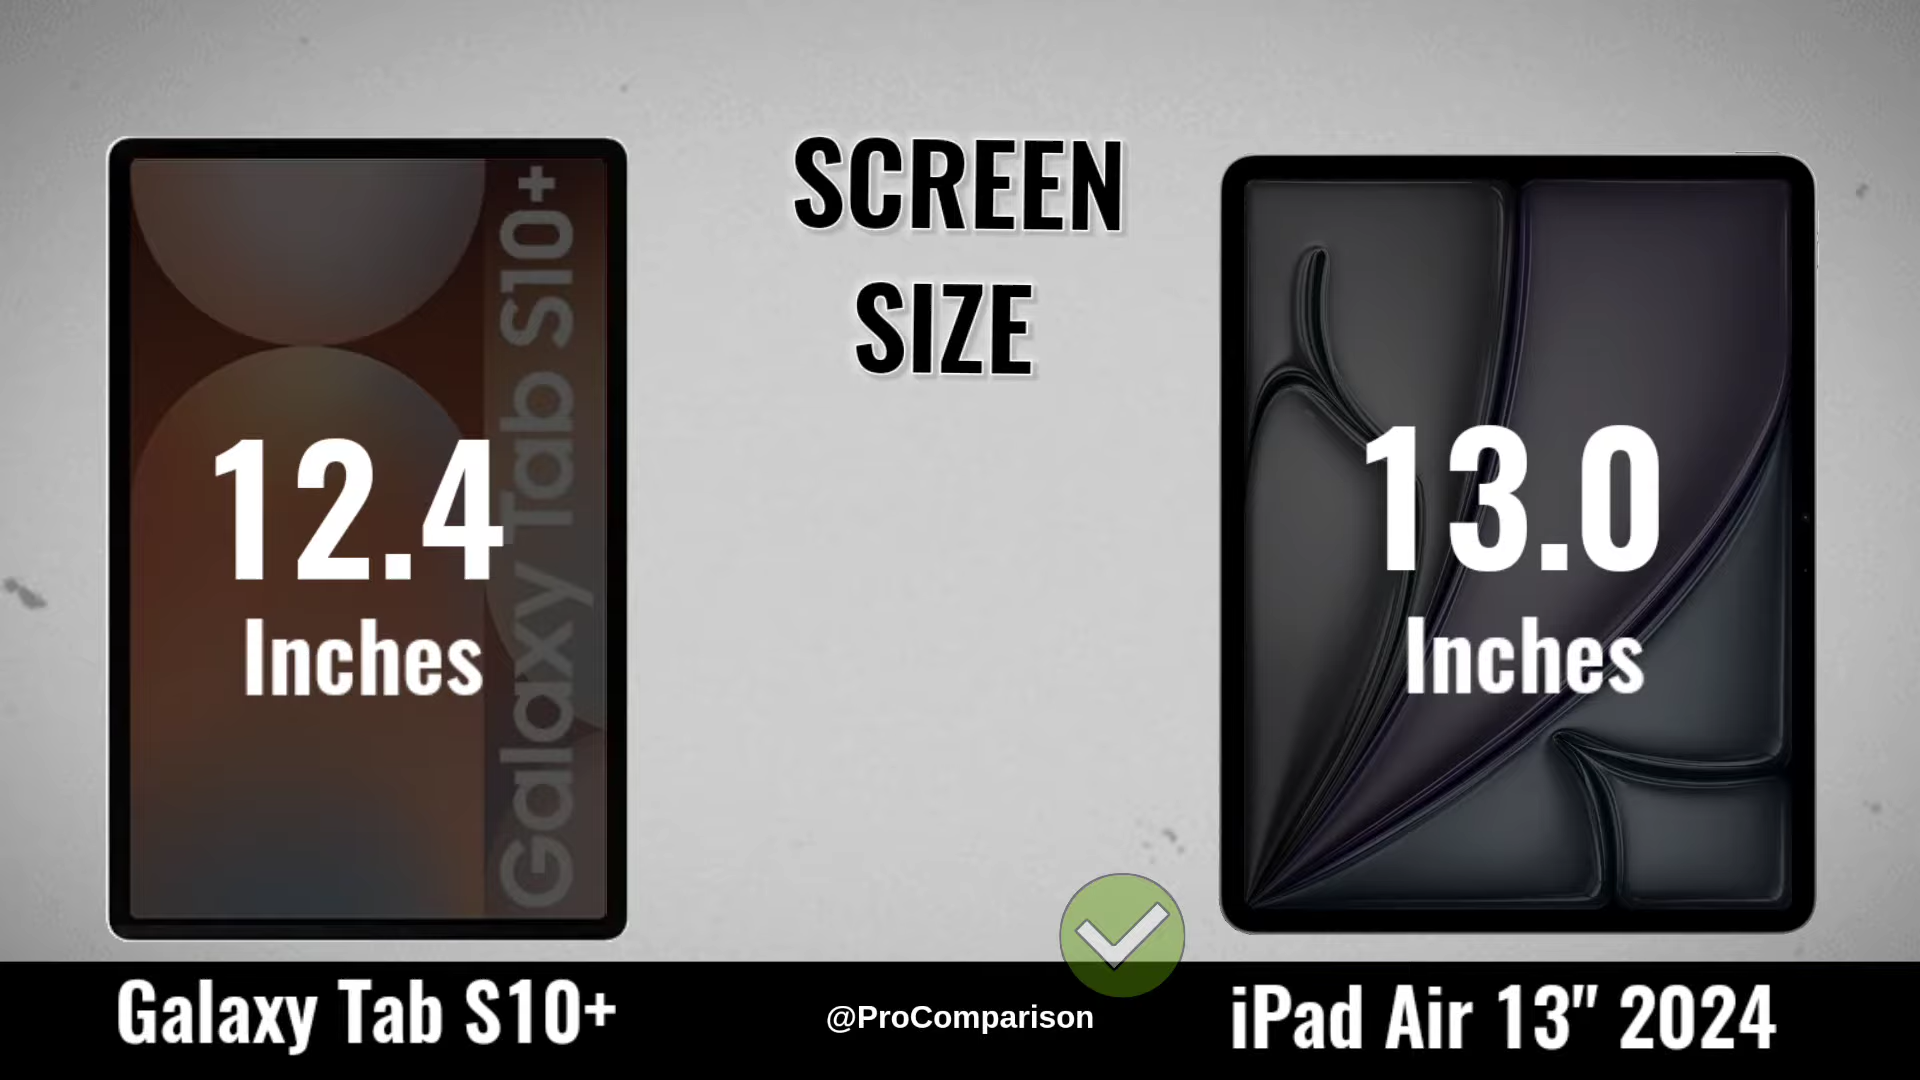 SCREEN
SIZE
Galaxy Tab S10+
12.4
Inches
13.0
Inches
Galaxy Tab S10+
@ProComparison
iPad Air 13" 2024